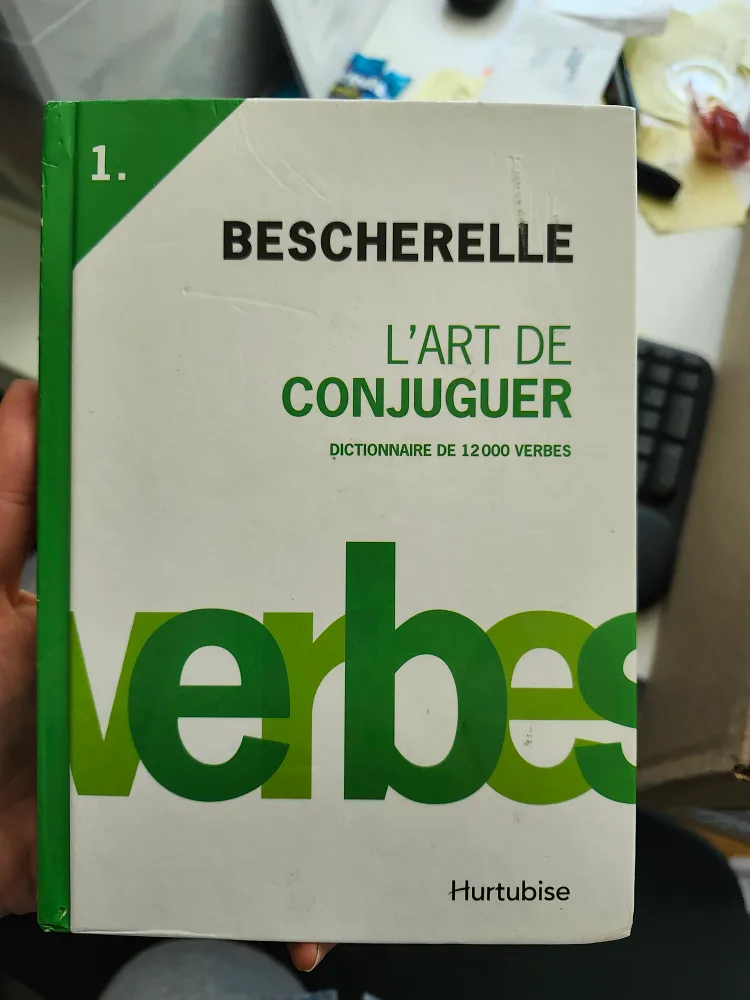 1.
BESCHERELLE
L'ART DE
CONJUGUER
DICTIONNAIRE DE 12 000 VERBES
verbes
Hurtubise